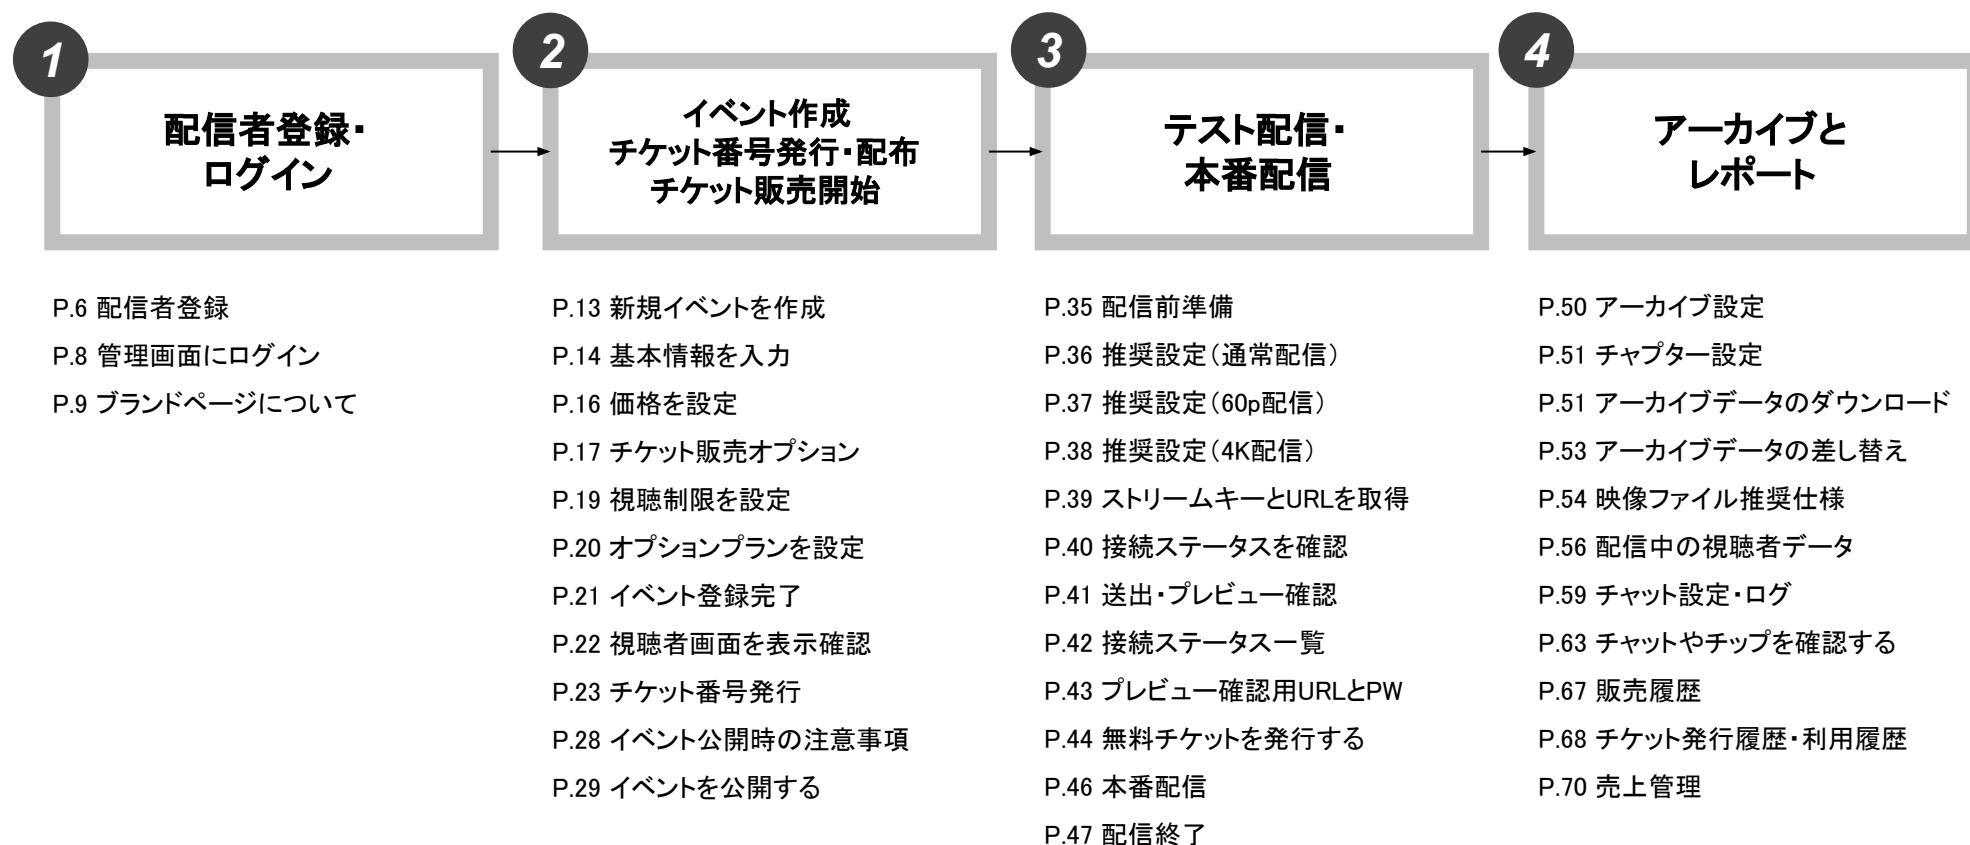 1
配信者登録・
ログイン
P.6 配信者登録
P.8 管理画面にログイン
P.9 ブランドページについて
2
イベント作成
チケット番号発行・配布
チケット販売開始
P.13 新規イベントを作成
P.14 基本情報を入力
P.16 価格を設定
P.17 チケット販売オプション
P.19 視聴制限を設定
P.20 オプションプランを設定
P.21 イベント登録完了
P.22 視聴者画面を表示確認
P.23 チケット番号発行
P.28 イベント公開時の注意事項
P.29 イベントを公開する
3
テスト配信・
本番配信
P.35 配信前準備
P.36 推奨設定（通常配信）
P.37 推奨設定（60p配信）
P.38 推奨設定（4K配信）
P.39 ストリームキーとURLを取得
P.40 接続ステータスを確認
P.41 送出・プレビュー確認
P.42 接続ステータス一覧
P.43 プレビュー確認用URLとPW
P.44 無料チケットを発行する
P.46 本番配信
P.47 配信終了
4
アーカイブと
レポート
P.50 アーカイブ設定
P.51 チャプター設定
P.51 アーカイブデータのダウンロード
P.53 アーカイブデータの差し替え
P.54 映像ファイル推奨仕様
P.56 配信中の視聴者データ
P.59 チャット設定・ログ
P.63 チャットやチップを確認する
P.67 販売履歴
P.68 チケット発行履歴・利用履歴
P.70 売上管理